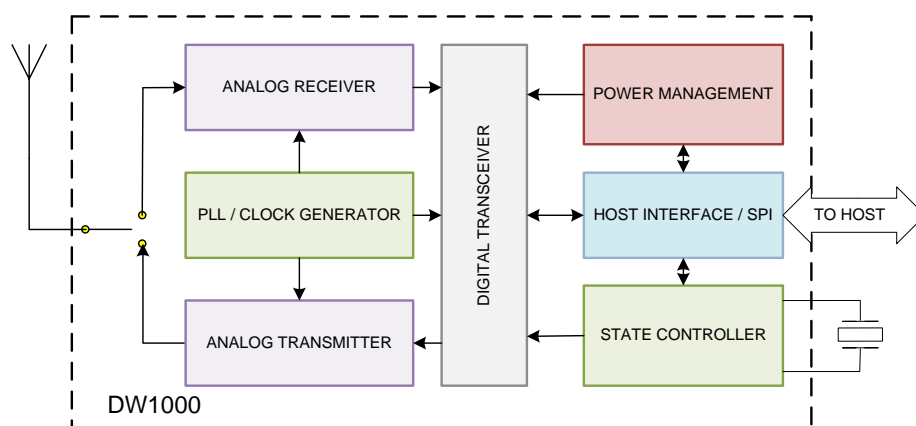 ANALOG RECEIVER
POWER MANAGEMENT
PLL / CLOCK GENERATOR
DIGITAL TRANSCEIVER
HOST INTERFACE / SPI
TO HOST
ANALOG TRANSMITTER
STATE CONTROLLER
DW1000